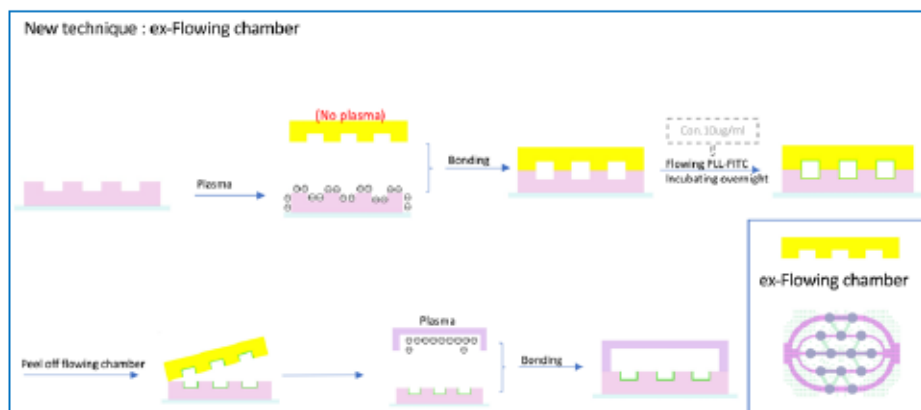 New technique : ex-Flowing chamber
(No plasma)
Plasma
Bonding
Con.10ug/ml
Flowing PLL-FITC
Incubating overnight
ex-Flowing chamber
Peel off flowing chamber
Plasma
Bonding